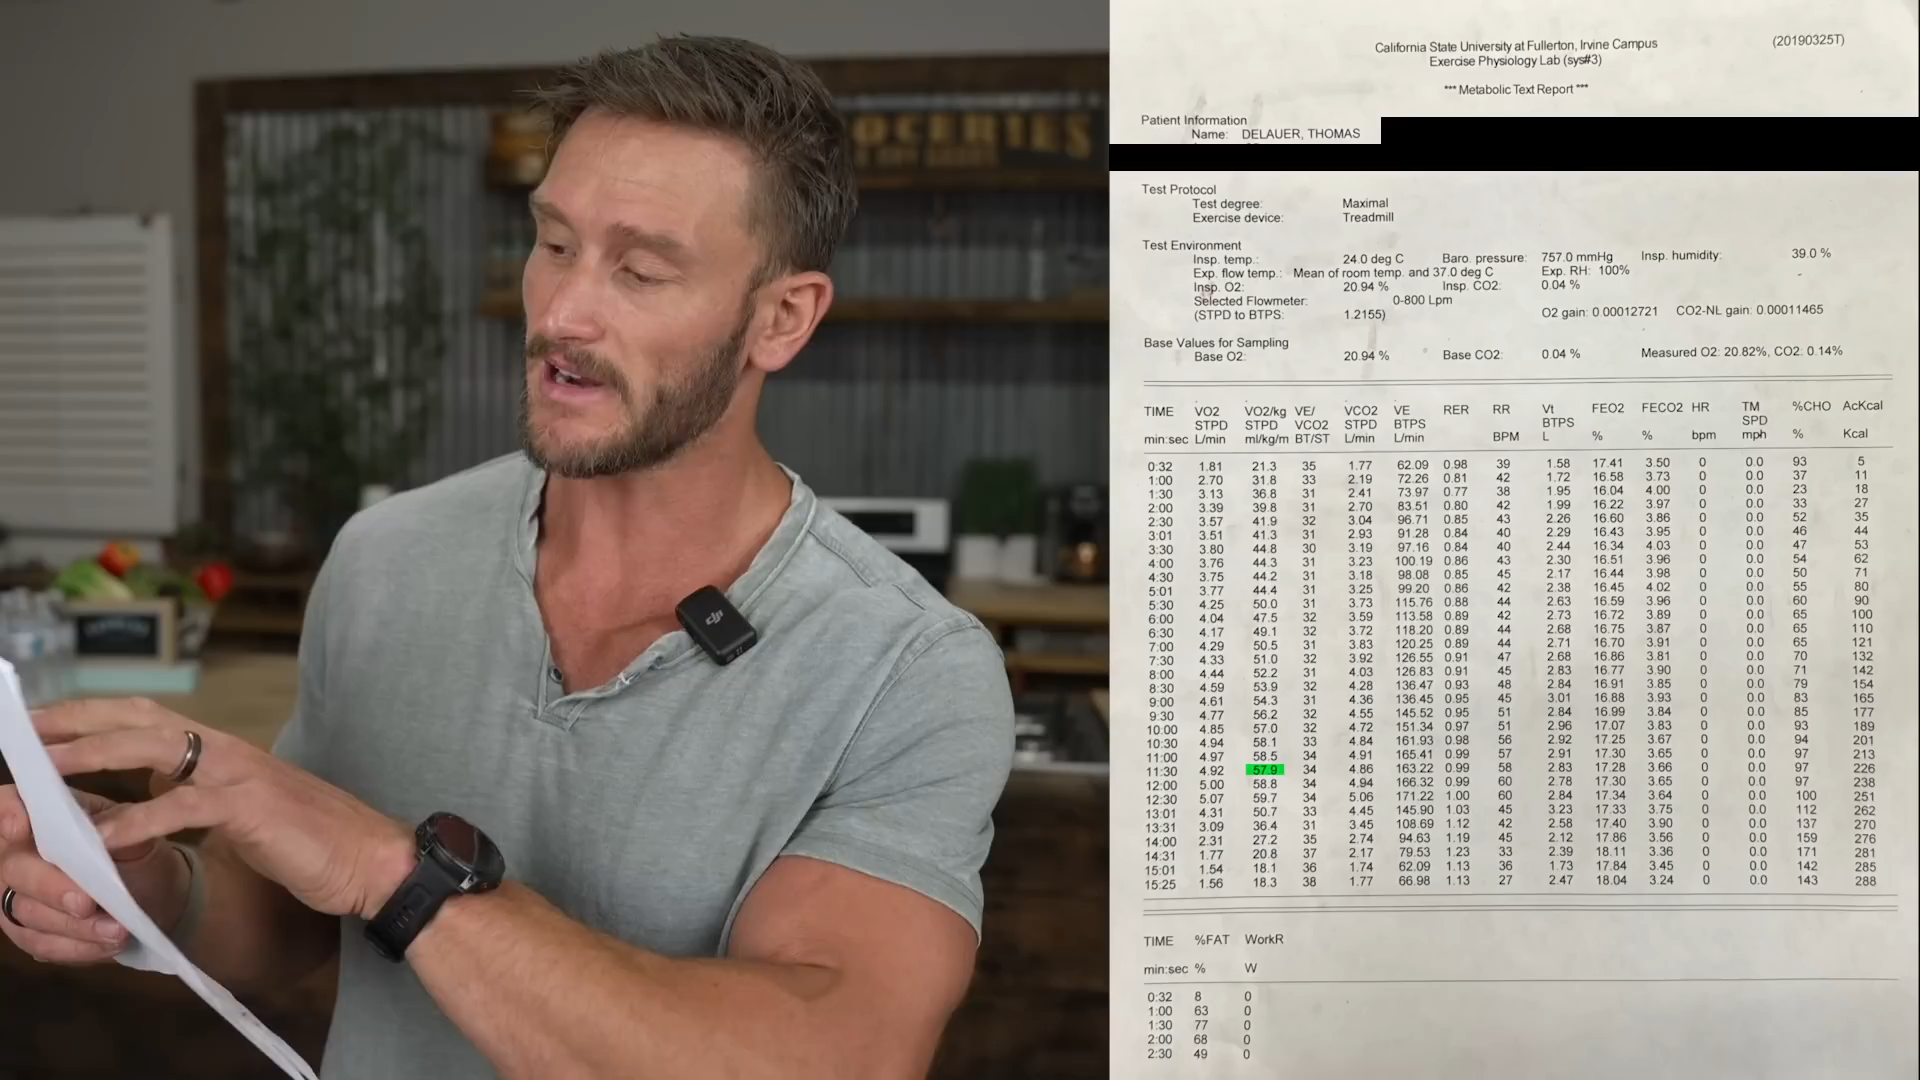 OCERIES
DJI
California State University at Fullerton, Irvine Campus (20190325T)
Exercise Physiology Lab (sys#3)
*** Metabolic Text Report ***
Patient Information
Name: DELAUER, THOMAS
Test Protocol
Test degree: Maximal
Exercise device: Treadmill
Test Environment
Insp. temp.: 24.0 deg C Baro. pressure: 757.0 mmHg Insp. humidity: 39.0 %
Exp. flow temp.: Mean of room temp. and 37.0 deg C Exp. RH: 100%
Insp. O2: 20.94 % Insp. CO2: 0.04 %
Selected Flowmeter: 0-800 Lpm
(STPD to BTPS: 1.2155) O2 gain: 0.00012721 CO2-NL gain: 0.00011465
Base Values for Sampling
Base O2: 20.94 % Base CO2: 0.04 % Measured O2: 20.82%, CO2: 0.14%
TIME VO2 VO2/kg VE/ VCO2 VE RER RR Vt FEO2 FECO2 HR TM %CHO AcKcal
STPD STPD VCO2 STPD BTPS BTPS SPD
min:sec L/min ml/kg/m BT/ST L/min L/min BPM L % % bpm mph % Kcal
0:32 1.81 21.3 35 1.77 62.09 0.98 39 1.58 17.41 3.50 0 0.0 93 5
1:00 2.70 31.8 33 2.19 72.26 0.81 42 1.72 16.58 3.73 0 0.0 37 11
1:30 3.13 36.8 31 2.41 73.97 0.77 38 1.95 16.04 4.00 0 0.0 23 18
2:00 3.39 39.8 31 2.70 83.51 0.80 42 1.99 16.22 3.97 0 0.0 33 27
2:30 3.57 41.9 32 3.04 96.71 0.85 43 2.26 16.60 3.86 0 0.0 52 35
3:01 3.51 41.3 31 2.93 91.28 0.84 40 2.29 16.43 3.95 0 0.0 46 44
3:30 3.80 44.8 30 3.19 97.16 0.84 40 2.44 16.34 4.03 0 0.0 47 53
4:00 3.76 44.3 31 3.23 100.19 0.86 43 2.30 16.51 3.96 0 0.0 54 62
4:30 3.75 44.2 31 3.18 98.08 0.85 45 2.17 16.44 3.98 0 0.0 50 71
5:01 3.77 44.4 31 3.25 99.20 0.86 42 2.38 16.45 4.02 0 0.0 55 80
5:30 4.25 50.0 31 3.73 115.76 0.88 44 2.63 16.59 3.96 0 0.0 60 90
6:00 4.04 47.5 32 3.59 113.58 0.89 42 2.73 16.72 3.89 0 0.0 65 100
6:30 4.17 49.1 32 3.72 118.20 0.89 44 2.68 16.75 3.87 0 0.0 65 110
7:00 4.29 50.5 31 3.83 120.25 0.89 44 2.71 16.70 3.91 0 0.0 65 121
7:30 4.33 51.0 32 3.92 126.55 0.91 47 2.68 16.86 3.81 0 0.0 70 132
8:00 4.44 52.2 31 4.03 126.83 0.91 45 2.83 16.77 3.90 0 0.0 71 142
8:30 4.59 53.9 32 4.28 136.47 0.93 48 2.84 16.91 3.85 0 0.0 79 154
9:00 4.61 54.3 31 4.36 136.45 0.95 45 3.01 16.88 3.93 0 0.0 83 165
9:30 4.77 56.2 32 4.55 145.52 0.95 51 2.84 16.99 3.84 0 0.0 85 177
10:00 4.85 57.0 32 4.72 151.34 0.97 51 2.96 17.07 3.83 0 0.0 93 189
10:30 4.94 58.1 33 4.84 161.93 0.98 56 2.92 17.25 3.67 0 0.0 94 201
11:00 4.97 58.5 34 4.91 165.41 0.99 57 2.91 17.30 3.65 0 0.0 97 213
11:30 4.92 57.9 34 4.86 163.22 0.99 58 2.83 17.28 3.66 0 0.0 97 226
12:00 5.00 58.8 34 4.94 166.32 0.99 60 2.78 17.30 3.65 0 0.0 97 238
12:30 5.07 59.7 34 5.06 171.22 1.00 60 2.84 17.34 3.64 0 0.0 100 251
13:01 4.31 50.7 33 4.45 145.90 1.03 45 3.23 17.33 3.75 0 0.0 112 262
13:31 3.09 36.4 31 3.45 108.69 1.12 42 2.58 17.40 3.90 0 0.0 137 270
14:00 2.31 27.2 35 2.74 94.63 1.19 45 2.12 17.86 3.56 0 0.0 159 276
14:31 1.77 20.8 37 2.17 79.53 1.23 33 2.39 18.11 3.36 0 0.0 171 281
15:01 1.54 18.1 36 1.74 62.09 1.13 36 1.73 17.84 3.45 0 0.0 142 285
15:25 1.56 18.3 38 1.77 66.98 1.13 27 2.47 18.04 3.24 0 0.0 143 288
TIME %FAT WorkR
min:sec % W
0:32 8 0
1:00 63 0
1:30 77 0
2:00 68 0
2:30 49 0